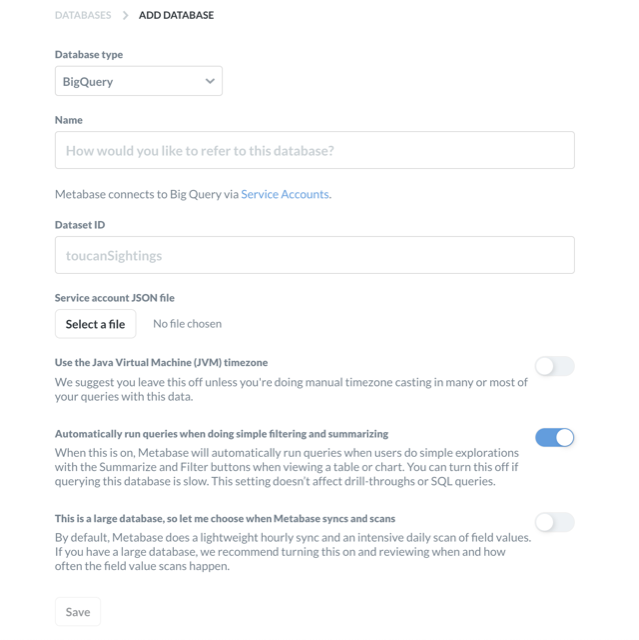 DATABASES > ADD DATABASE
Database type
BigQuery
Name
How would you like to refer to this database?
Metabase connects to Big Query via Service Accounts.
Dataset ID
toucanSightings
Service account JSON file
Select a file No file chosen
Use the Java Virtual Machine (JVM) timezone
We suggest you leave this off unless you're doing manual timezone casting in many or most of
your queries with this data.
Automatically run queries when doing simple filtering and summarizing
When this is on, Metabase will automatically run queries when users do simple explorations
with the Summarize and Filter buttons when viewing a table or chart. You can turn this off if
querying this database is slow. This setting doesn't affect drill-throughs or SQL queries.
This is a large database, so let me choose when Metabase syncs and scans
By default, Metabase does a lightweight hourly sync and an intensive daily scan of field values.
If you have a large database, we recommend turning this on and reviewing when and how
often the field value scans happen.
Save